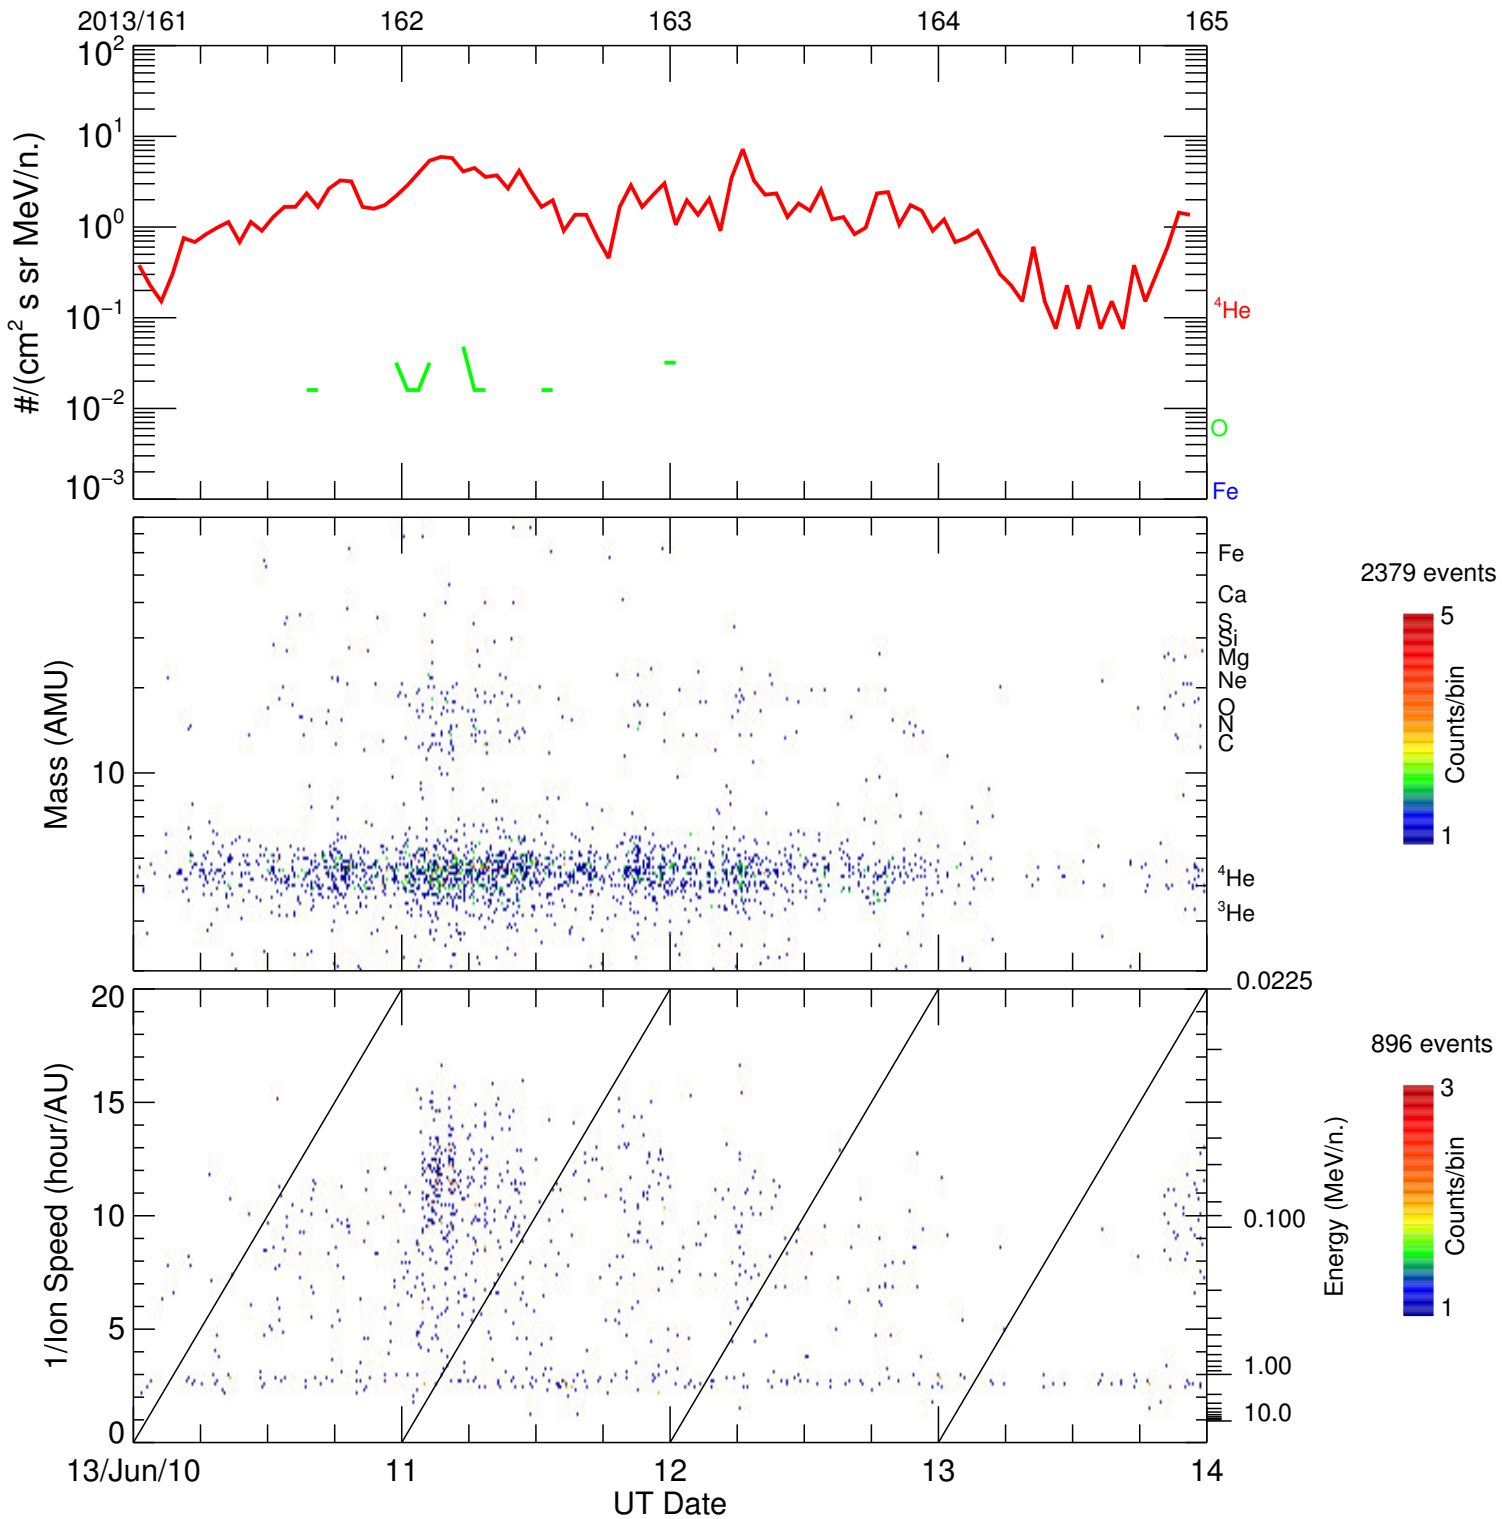 2013/161 162 163 164 165
10² 10¹ 10⁰ 10⁻¹ 10⁻² 10⁻³
#/(cm² s sr MeV/n.)
⁴He
O
Fe
Mass (AMU)
10
Fe
Ca
S
Si
Mg
Ne
O
N
C
⁴He
³He
2379 events
5
Counts/bin
1
1/Ion Speed (hour/AU)
20
15
10
5
0
0.0225
0.100
1.00
10.0
Energy (MeV/n.)
896 events
3
Counts/bin
1
13/Jun/10 11 12 13 14
UT Date